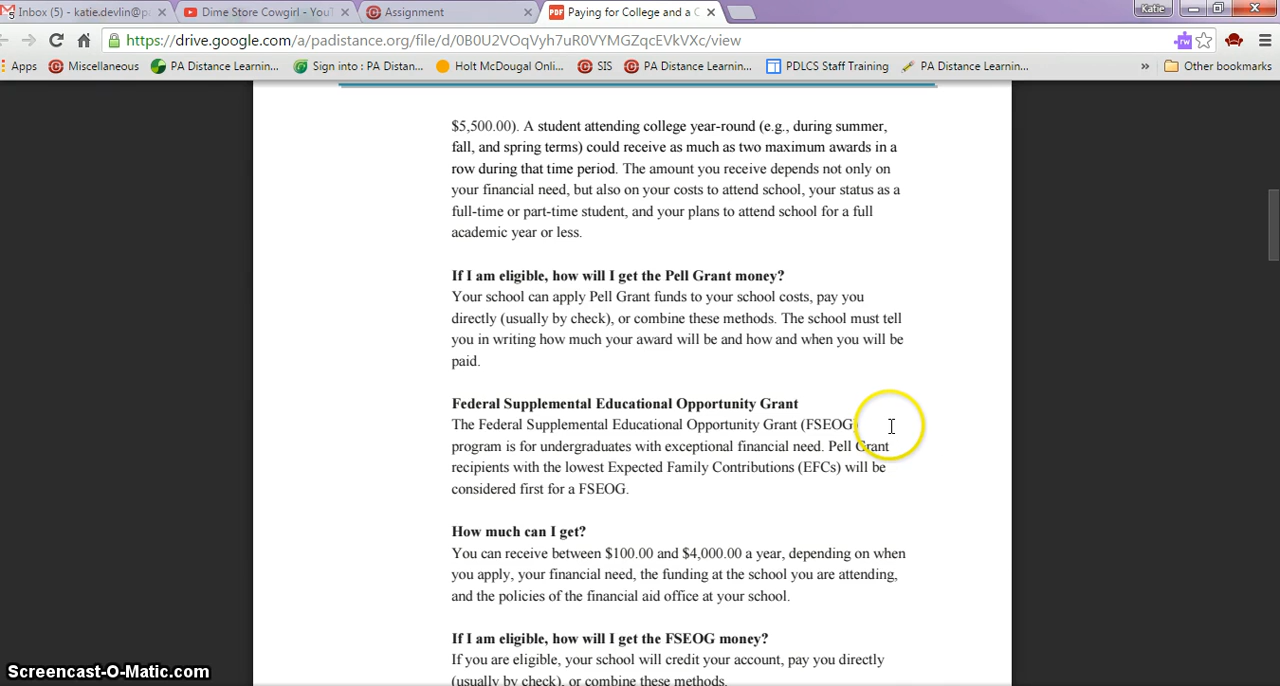 Inbox (5) - katie.devlin@p
Dime Store Cowgirl - You
Assignment
PDF Paying for College and a C
Katie
https://drive.google.com/a/padistance.org/file/d/0B0U2VOqVyh7uR0VYMGZqcEVkVXc/view
Apps
Miscellaneous
PA Distance Learnin...
Sign into : PA Distan...
Holt McDougal Onli...
SIS
PA Distance Learnin...
PDLCS Staff Training
PA Distance Learnin...
»
Other bookmarks
$5,500.00). A student attending college year-round (e.g., during summer,
fall, and spring terms) could receive as much as two maximum awards in a
row during that time period. The amount you receive depends not only on
your financial need, but also on your costs to attend school, your status as a
full-time or part-time student, and your plans to attend school for a full
academic year or less.
If I am eligible, how will I get the Pell Grant money?
Your school can apply Pell Grant funds to your school costs, pay you
directly (usually by check), or combine these methods. The school must tell
you in writing how much your award will be and how and when you will be
paid.
Federal Supplemental Educational Opportunity Grant
The Federal Supplemental Educational Opportunity Grant (FSEOG)
program is for undergraduates with exceptional financial need. Pell Grant
recipients with the lowest Expected Family Contributions (EFCs) will be
considered first for a FSEOG.
How much can I get?
You can receive between $100.00 and $4,000.00 a year, depending on when
you apply, your financial need, the funding at the school you are attending,
and the policies of the financial aid office at your school.
If I am eligible, how will I get the FSEOG money?
If you are eligible, your school will credit your account, pay you directly
(usually by check), or combine these methods.
Screencast-O-Matic.com